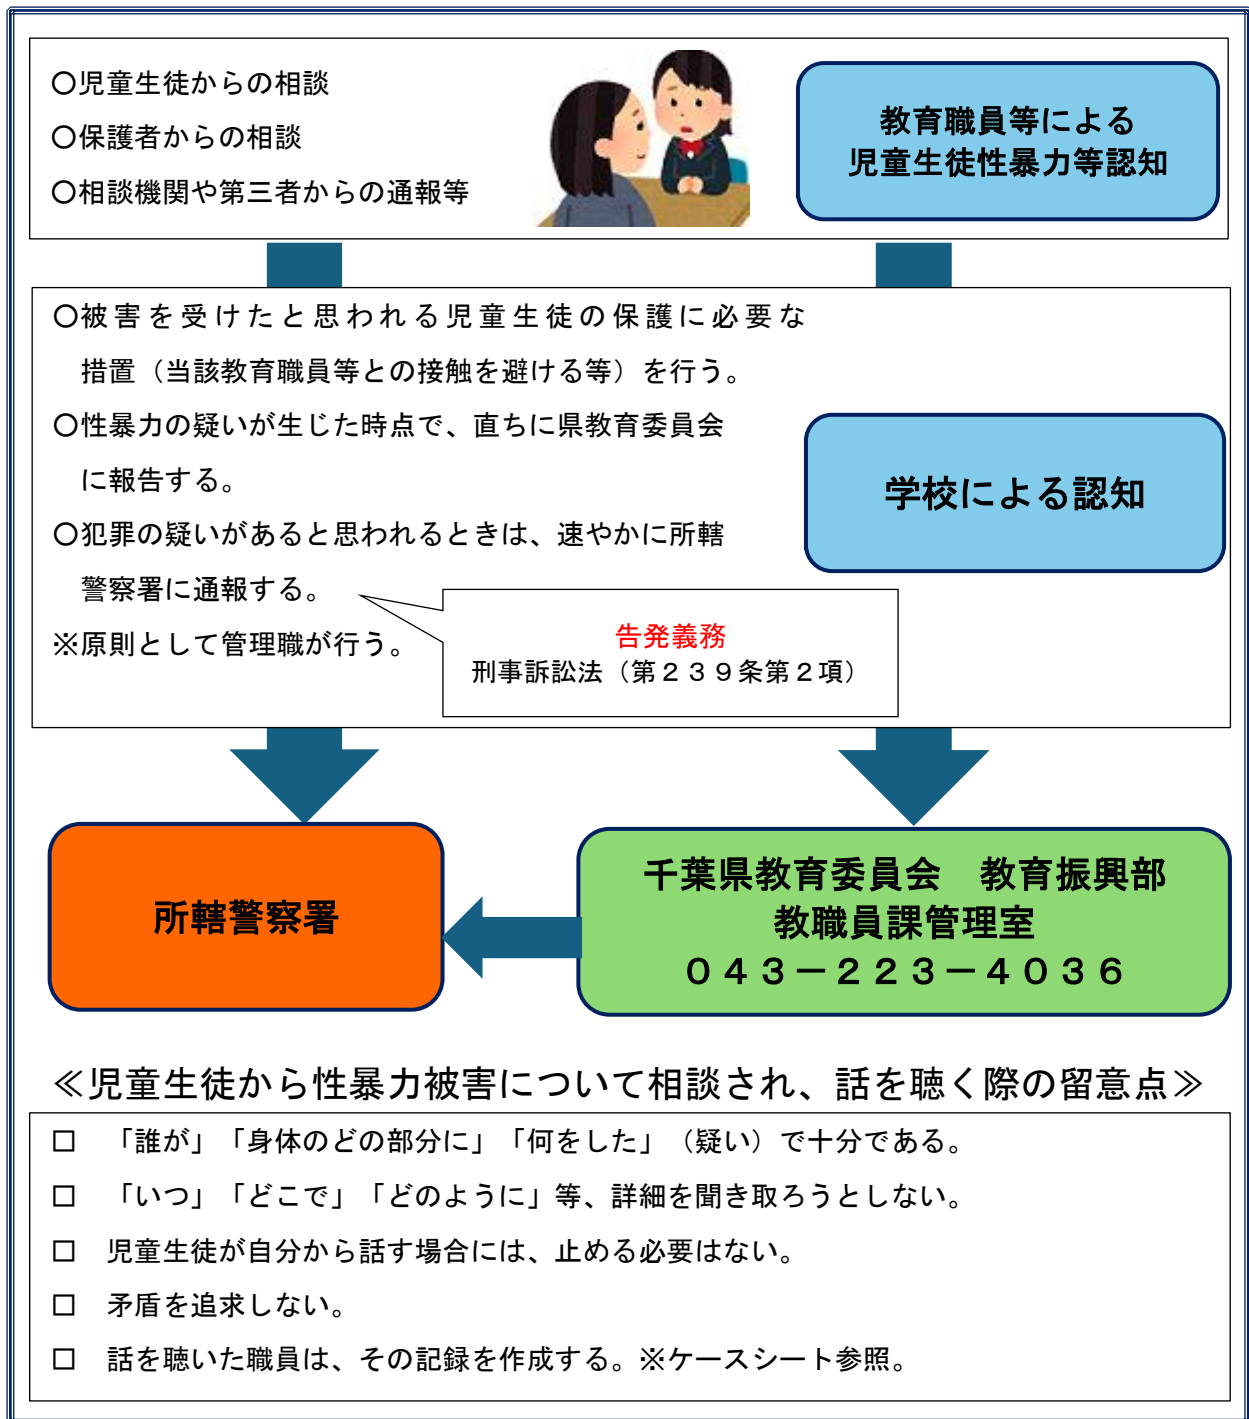 〇児童生徒からの相談
〇保護者からの相談
〇相談機関や第三者からの通報等
教育職員等による
児童生徒性暴力等認知
〇被害を受けたと思われる児童生徒の保護に必要な
措置（当該教育職員等との接触を避ける等）を行う。
〇性暴力の疑いが生じた時点で、直ちに県教育委員会
に報告する。
〇犯罪の疑いがあると思われるときは、速やかに所轄
警察署に通報する。
※原則として管理職が行う。
学校による認知
告発義務
刑事訴訟法（第２３９条第２項）
所轄警察署
千葉県教育委員会　教育振興部
教職員課管理室
０４３－２２３－４０３６
≪児童生徒から性暴力被害について相談され、話を聴く際の留意点≫
□　「誰が」「身体のどの部分に」「何をした」（疑い）で十分である。
□　「いつ」「どこで」「どのように」等、詳細を聞き取ろうとしない。
□　児童生徒が自分から話す場合には、止める必要はない。
□　矛盾を追求しない。
□　話を聴いた職員は、その記録を作成する。※ケースシート参照。